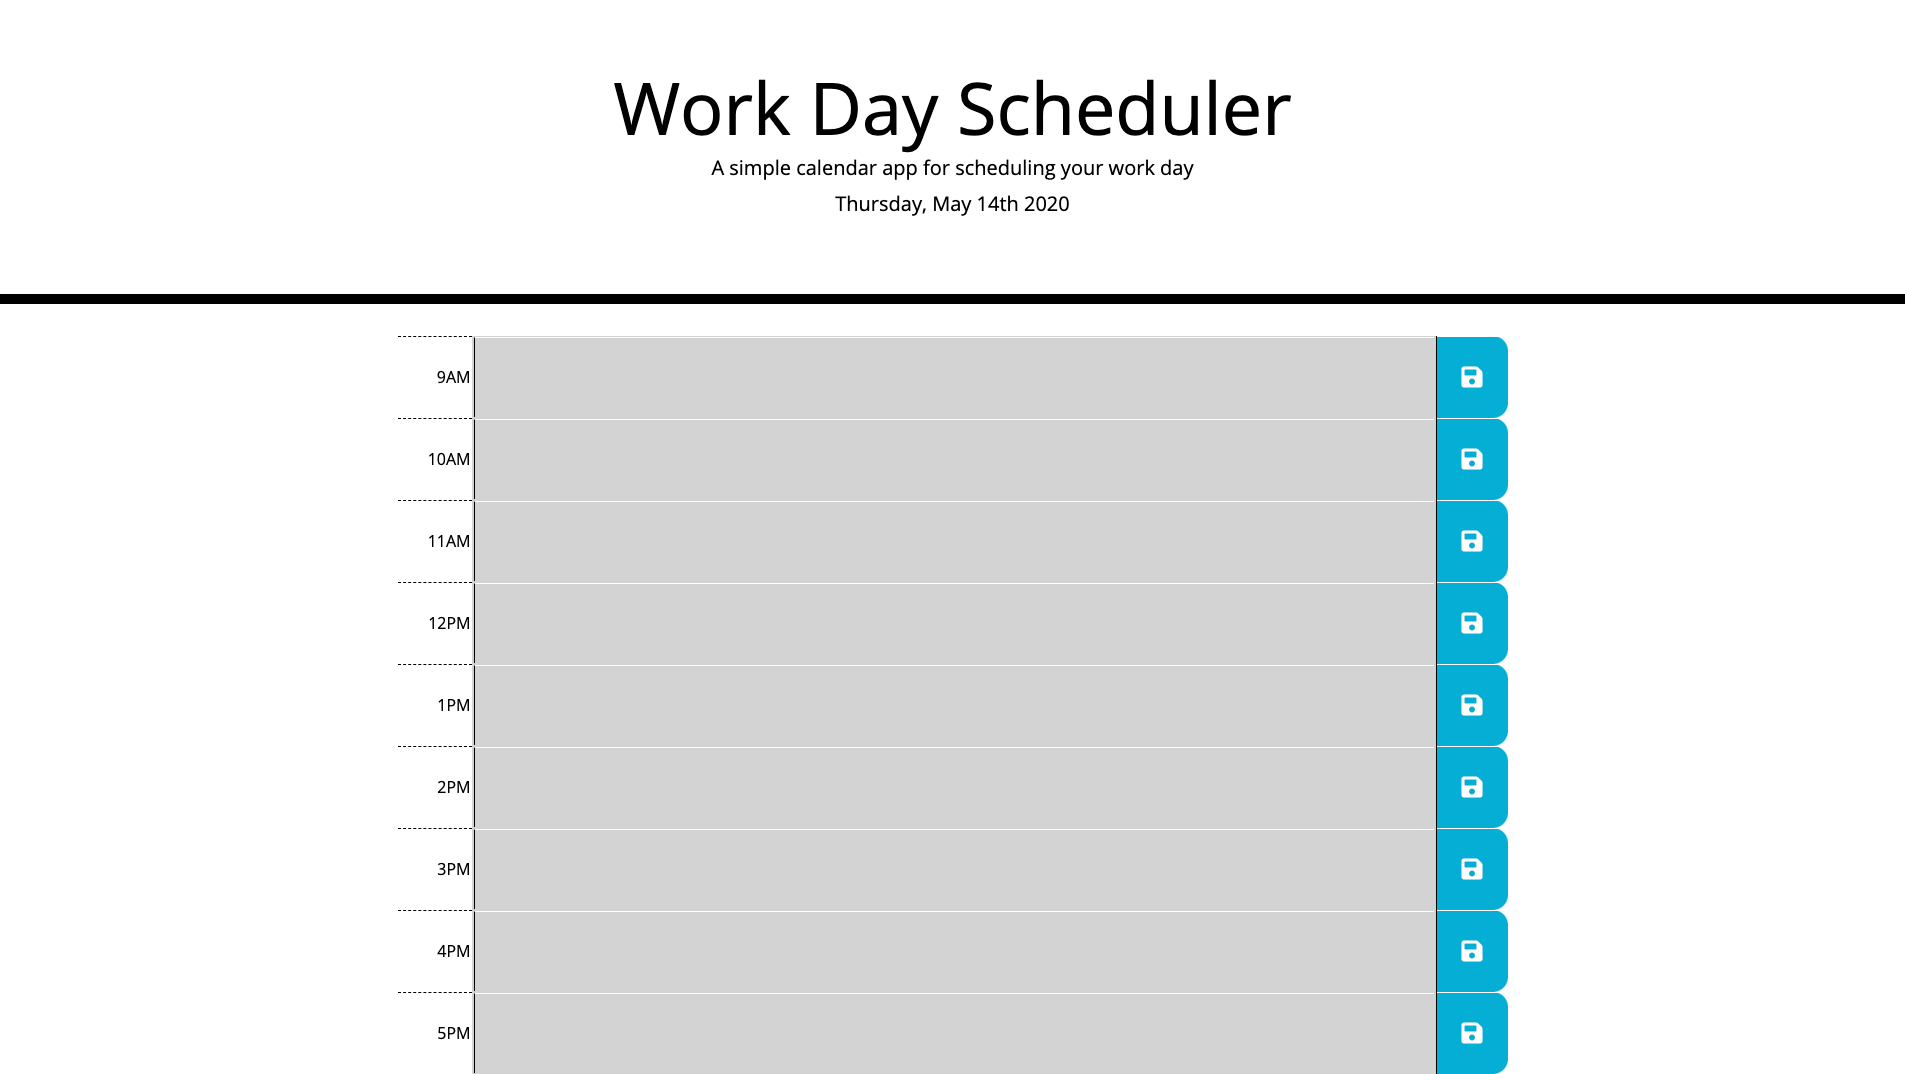 Work Day Scheduler
A simple calendar app for scheduling your work day
Thursday, May 14th 2020
9AM
10AM
11AM
12PM
1PM
2PM
3PM
4PM
5PM